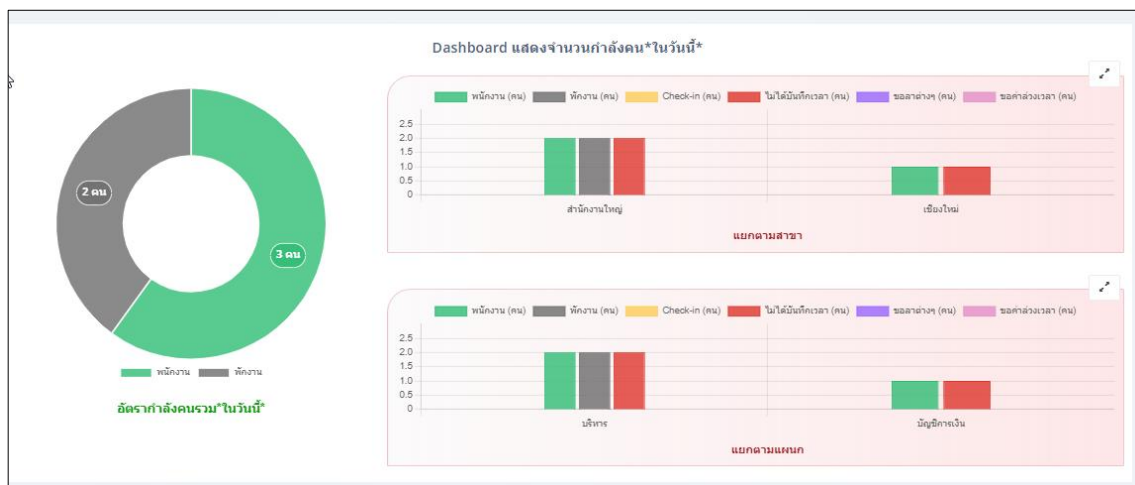 Dashboard แสดงจำนวนกำลังคน*ในวันนี้*
2 คน
3 คน
พนักงาน พักงาน
อัตรากำลังคนรวม*ในวันนี้*
พนักงาน (คน) พักงาน (คน) Check-in (คน) ไม่ได้บันทึกเวลา (คน) ขอลาต่างๆ (คน) ขอค่าล่วงเวลา (คน)
2.5
2.0
1.5
1.0
0.5
0
สำนักงานใหญ่ เชียงใหม่
แยกตามสาขา
พนักงาน (คน) พักงาน (คน) Check-in (คน) ไม่ได้บันทึกเวลา (คน) ขอลาต่างๆ (คน) ขอค่าล่วงเวลา (คน)
2.5
2.0
1.5
1.0
0.5
0
บริหาร บัญชีการเงิน
แยกตามแผนก